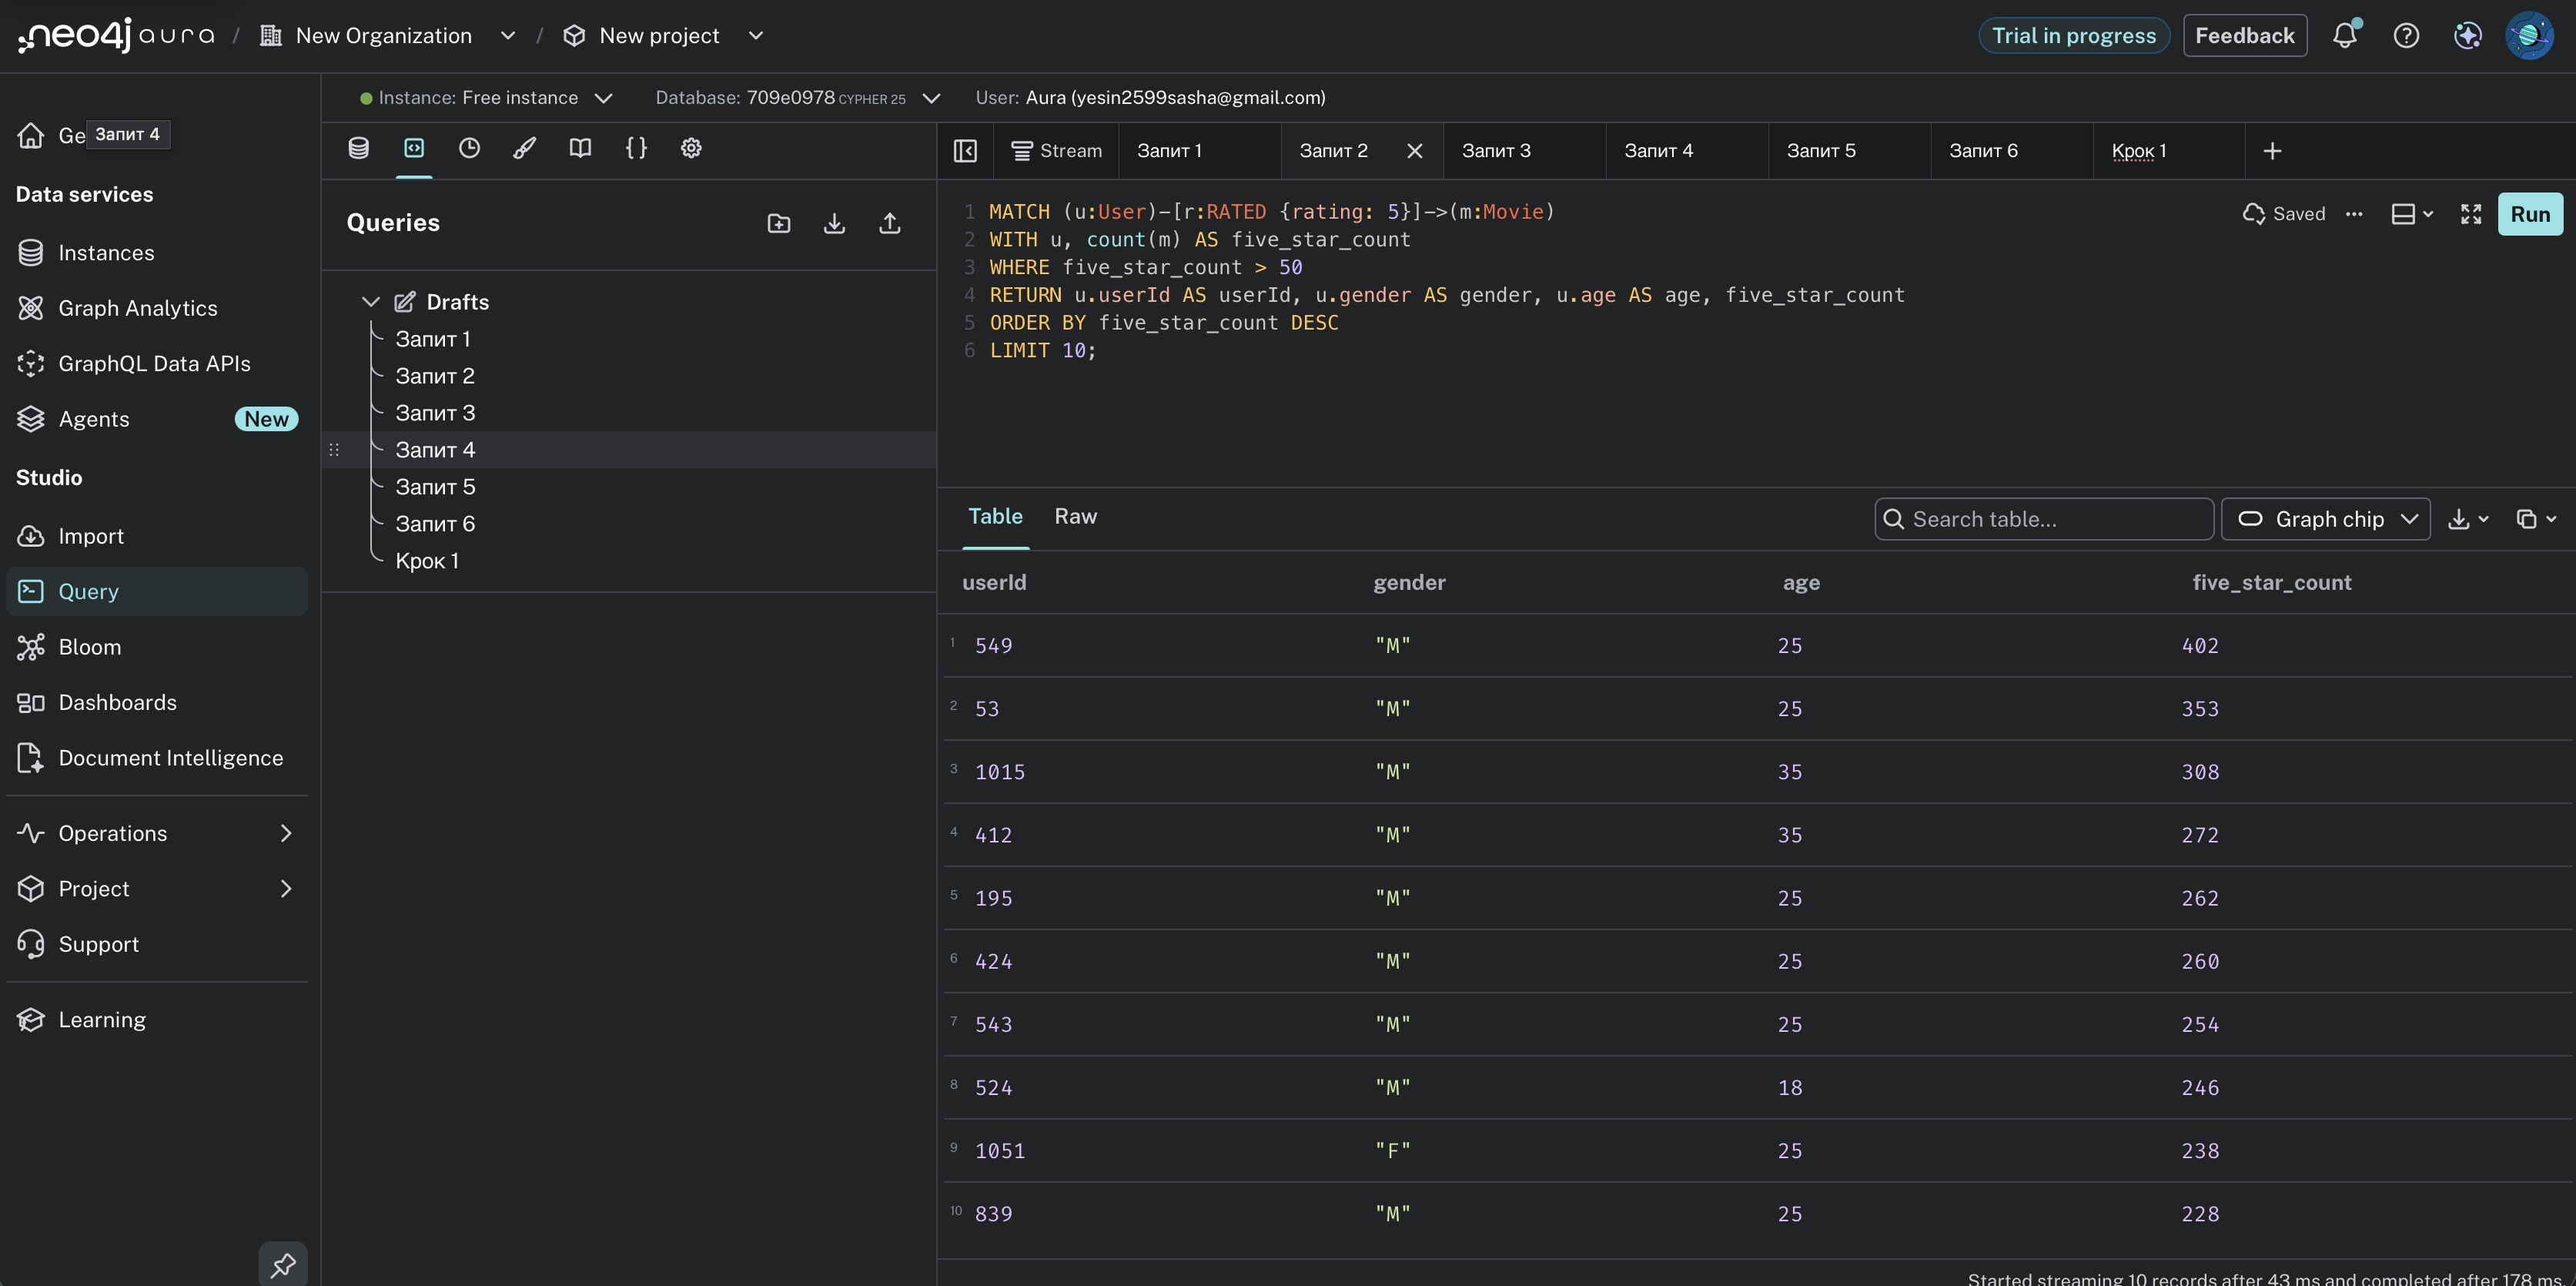 neo4j aura / New Organization / New project Trial in progress Feedback
Instance: Free instance Database: 709e0978 CYPHER 25 User: Aura (yesin2599sasha@gmail.com)
Ge Запит 4
Data services
Instances
Graph Analytics
GraphQL Data APIs
Agents New
Studio
Import
Query
Bloom
Dashboards
Document Intelligence
Operations
Project
Support
Learning
Queries
Drafts
Запит 1
Запит 2
Запит 3
Запит 4
Запит 5
Запит 6
Крок 1
Stream Запит 1 Запит 2 Запит 3 Запит 4 Запит 5 Запит 6 Крок 1
Saved Run
1 MATCH (u:User)-[r:RATED {rating: 5}]->(m:Movie)
2 WITH u, count(m) AS five_star_count
3 WHERE five_star_count > 50
4 RETURN u.userId AS userId, u.gender AS gender, u.age AS age, five_star_count
5 ORDER BY five_star_count DESC
6 LIMIT 10;
Table Raw Search table... Graph chip
userId gender age five_star_count
1 549 "M" 25 402
2 53 "M" 25 353
3 1015 "M" 35 308
4 412 "M" 35 272
5 195 "M" 25 262
6 424 "M" 25 260
7 543 "M" 25 254
8 524 "M" 18 246
9 1051 "F" 25 238
10 839 "M" 25 228
Started streaming 10 records after 43 ms and completed after 178 ms.